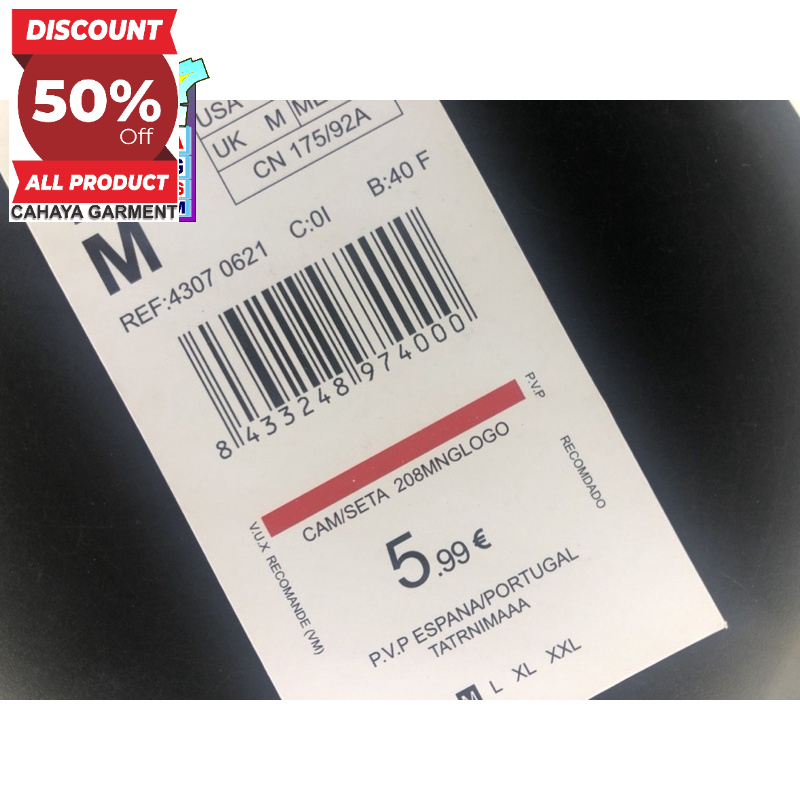 DISCOUNT
50%
Off
ALL PRODUCT
CAHAYA GARMENT
USA
UK M
CN 175/92A
M
REF:4307 0621 C:0I B:40 F
8 433248 974000
P.V.P
CAM/SETA 208MNGLOGO
RECOMDADO
V.U.X RECOMANDE (VM)
5.99€
P.V.P ESPANA/PORTUGAL
TATRNIMAAA
M L XL XXL